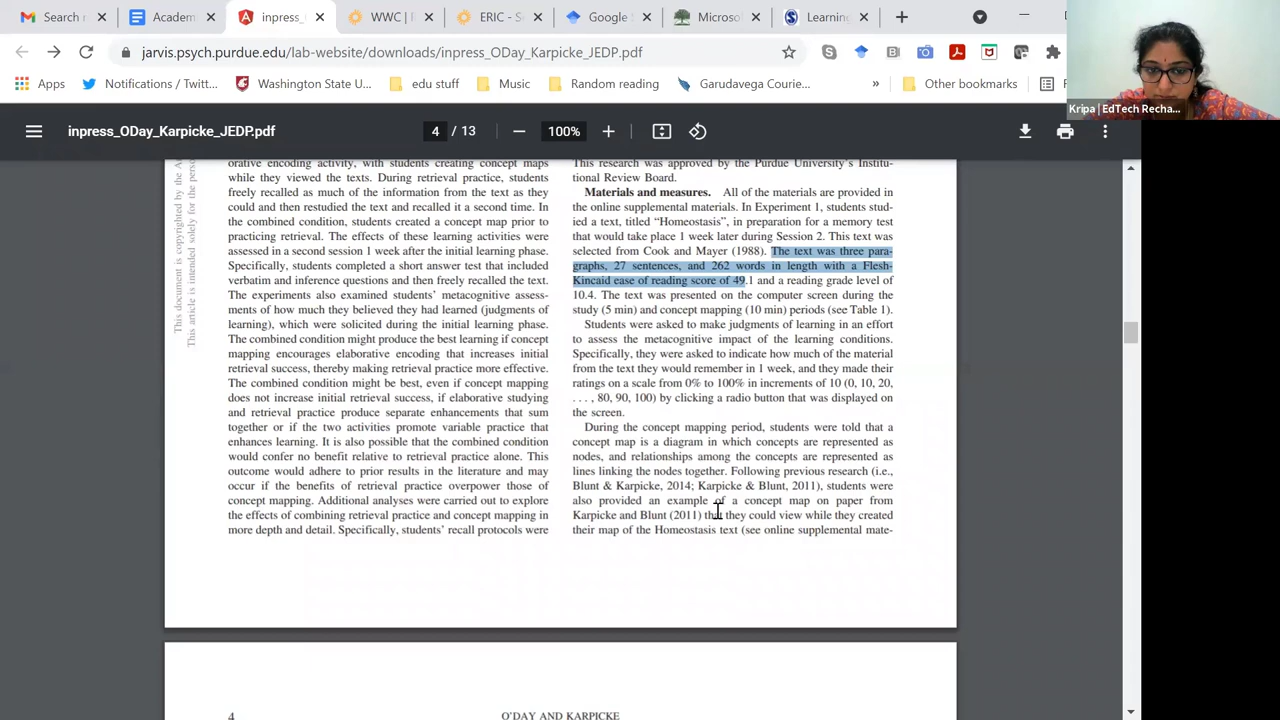 Search r
Academ
inpress_O
WWC | I
ERIC - S
Google S
Microso
Learning
jarvis.psych.purdue.edu/lab-website/downloads/inpress_ODay_Karpicke_JEDP.pdf
Apps
Notifications / Twitt...
Washington State U...
edu stuff
Music
Random reading
Garudavega Courie...
»
Other bookmarks
Kripa | EdTech Recha...
inpress_ODay_Karpicke_JEDP.pdf
4 / 13
100%
This document is copyrighted by the A
This article is intended solely for the person
orative encoding activity, with students creating concept maps
while they viewed the texts. During retrieval practice, students
freely recalled as much of the information from the text as they
could and then restudied the text and recalled it a second time. In
the combined condition, students created a concept map prior to
practicing retrieval. The effects of these learning activities were
assessed in a second session 1 week after the initial learning phase.
Specifically, students completed a short answer test that included
verbatim and inference questions and then freely recalled the text.
The experiments also examined students' metacognitive assess-
ments of how much they believed they had learned (judgments of
learning), which were solicited during the initial learning phase.
The combined condition might produce the best learning if concept
mapping encourages elaborative encoding that increases initial
retrieval success, thereby making retrieval practice more effective.
The combined condition might be best, even if concept mapping
does not increase initial retrieval success, if elaborative studying
and retrieval practice produce separate enhancements that sum
together or if the two activities promote variable practice that
enhances learning. It is also possible that the combined condition
would confer no benefit relative to retrieval practice alone. This
outcome would adhere to prior results in the literature and may
occur if the benefits of retrieval practice overpower those of
concept mapping. Additional analyses were carried out to explore
the effects of combining retrieval practice and concept mapping in
more depth and detail. Specifically, students' recall protocols were
This research was approved by the Purdue University's Institu-
tional Review Board.
Materials and measures. All of the materials are provided in
the online supplemental materials. In Experiment 1, students stud-
ied a text, titled “Homeostasis”, in preparation for a memory test
that would take place 1 week later during Session 2. This text was
selected from Cook and Mayer (1988). The text was three para-
graphs, 27 sentences, and 262 words in length with a Flesh-
Kincaid ease of reading score of 49.1 and a reading grade level of
10.4. The text was presented on the computer screen during the
study (5 min) and concept mapping (10 min) periods (see Table 1).
Students were asked to make judgments of learning in an effort
to assess the metacognitive impact of the learning conditions.
Specifically, they were asked to indicate how much of the material
from the text they would remember in 1 week, and they made their
ratings on a scale from 0% to 100% in increments of 10 (0, 10, 20,
. . . , 80, 90, 100) by clicking a radio button that was displayed on
the screen.
During the concept mapping period, students were told that a
concept map is a diagram in which concepts are represented as
nodes, and relationships among the concepts are represented as
lines linking the nodes together. Following previous research (i.e.,
Blunt & Karpicke, 2014; Karpicke & Blunt, 2011), students were
also provided an example of a concept map on paper from
Karpicke and Blunt (2011) that they could view while they created
their map of the Homeostasis text (see online supplemental mate-
4
O'DAY AND KARPICKE